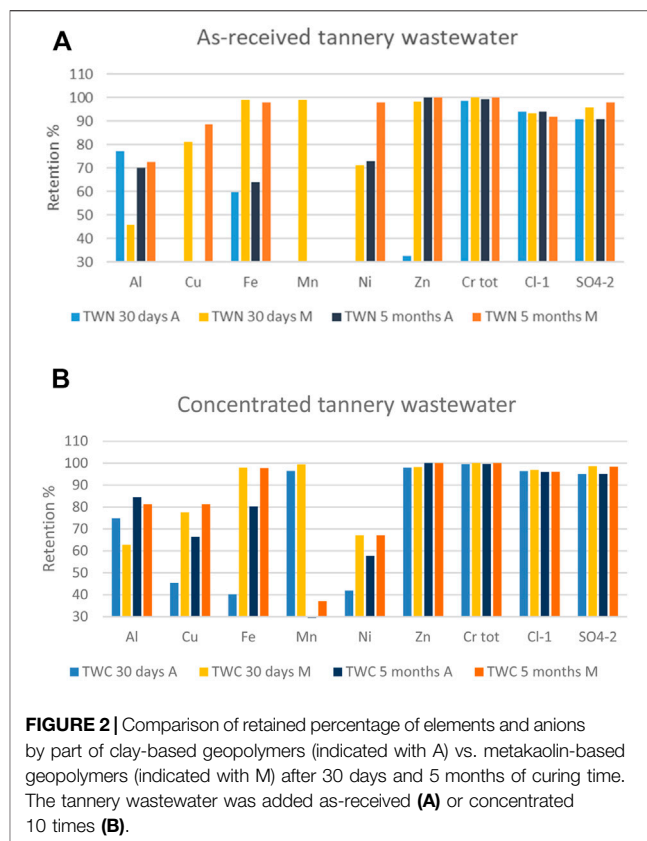 A
As-received tannery wastewater
Retention %
110
100
90
80
70
60
50
40
30
Al Cu Fe Mn Ni Zn Cr tot Cl-1 SO4-2
TWN 30 days A TWN 30 days M TWN 5 months A TWN 5 months M
B
Concentrated tannery wastewater
Retention %
110
100
90
80
70
60
50
40
30
Al Cu Fe Mn Ni Zn Cr tot Cl-1 SO4-2
TWC 30 days A TWC 30 days M TWC 5 months A TWC 5 months M
FIGURE 2 | Comparison of retained percentage of elements and anions
by part of clay-based geopolymers (indicated with A) vs. metakaolin-based
geopolymers (indicated with M) after 30 days and 5 months of curing time.
The tannery wastewater was added as-received (A) or concentrated
10 times (B).